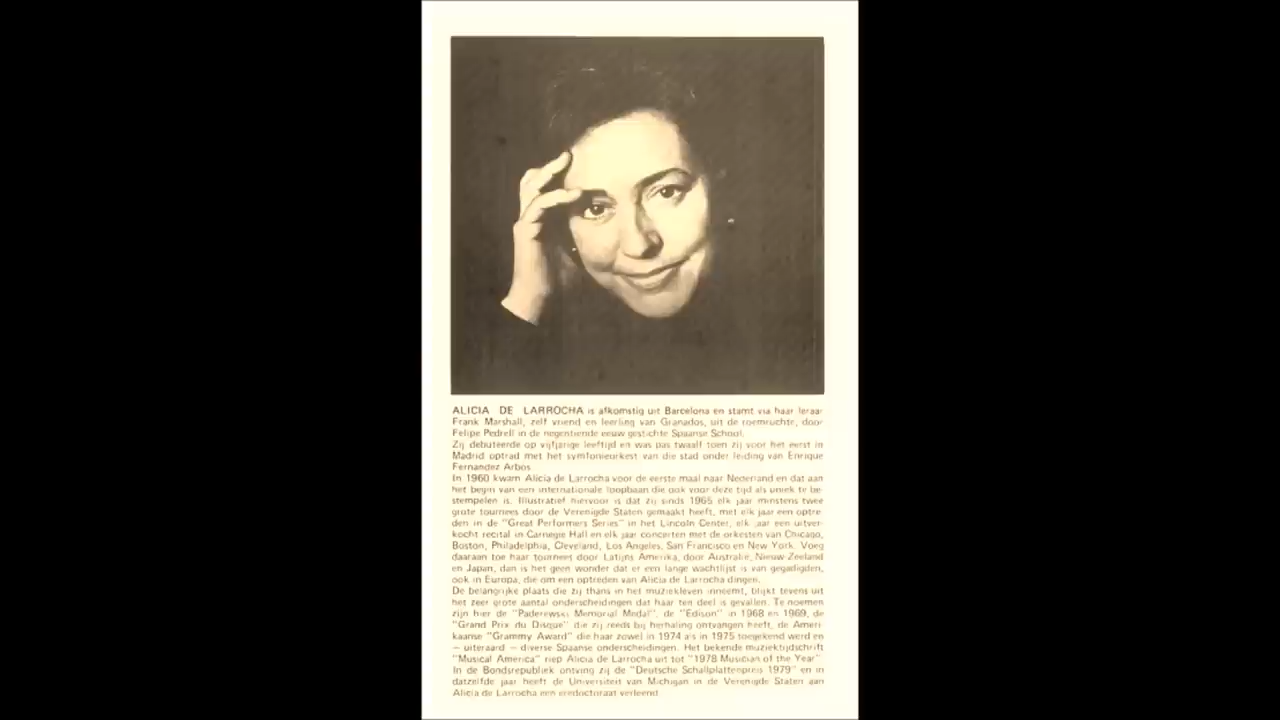 ALICIA DE LARROCHA is afkomstig uit Barcelona en stamt via haar leraar
Frank Marshall, zelf vriend en leerling van Granados, uit de roemruchte, door
Felipe Pedrell in de negentiende eeuw gestichte Spaanse School.
Zij debuteerde op vijfjarige leeftijd en was pas twaalf toen zij voor het eerst in
Madrid optrad met het symfonieorkest van die stad onder leiding van Enrique
Fernandez Arbos
In 1960 kwam Alicia de Larrocha voor de eerste maal naar Nederland en dat aan
het begin van een internationale loopbaan die ook voor deze tijd als uniek te be-
stempelen is. Illustratief hiervoor is dat zij sinds 1965 elk jaar minstens twee
grote tournees door de Verenigde Staten gemaakt heeft, met elk jaar een optre-
den in de "Great Performers Series" in het Lincoln Center, elk jaar een uitver-
kocht recital in Carnegie Hall en elk jaar concerten met de orkesten van Chicago,
Boston, Philadelphia, Cleveland, Los Angeles, San Francisco en New York. Voeg
daaraan toe haar tournees door Latijns Amerika, door Australie, Nieuw-Zeeland
en Japan, dan is het geen wonder dat er een lange wachtlijst is van gegadigden,
ook in Europa, die om een optreden van Alicia de Larrocha dingen.
De belangrijke plaats die zij thans in het muziekleven inneemt, blijkt tevens uit
het zeer grote aantal onderscheidingen dat haar ten deel is gevallen. Te noemen
zijn hier de "Paderewski Memorial Medal", de "Edison" in 1968 en 1969, de
"Grand Prix du Disque" die zij reeds bij herhaling ontvangen heeft, de Ameri-
kaanse "Grammy Award" die haar zowel in 1974 als in 1975 toegekend werd en
— uiteraard — diverse Spaanse onderscheidingen. Het bekende muziektijdschrift
"Musical America" riep Alicia de Larrocha uit tot "1978 Musician of the Year"
In de Bondsrepubliek ontving zij de "Deutsche Schallplattenpreis 1979" en in
datzelfde jaar heeft de Universiteit van Michigan in de Verenigde Staten aan
Alicia de Larrocha een eredoctoraat verleend